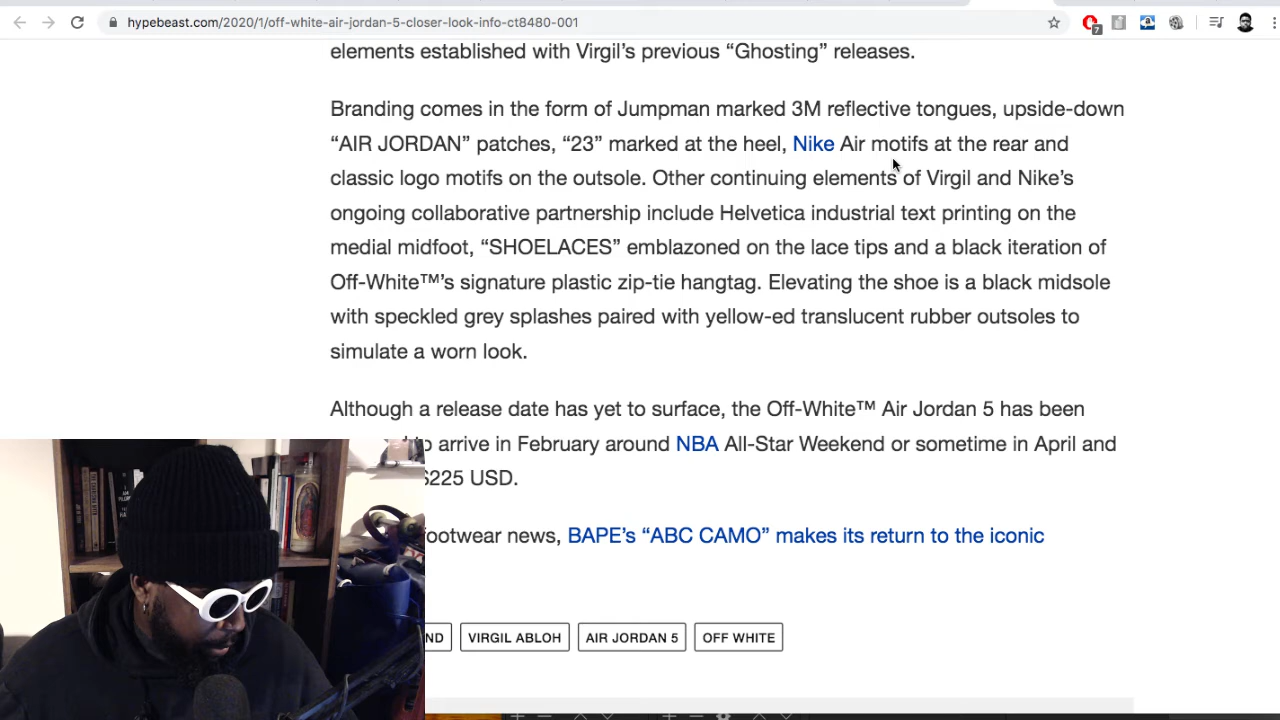 hypebeast.com/2020/1/off-white-air-jordan-5-closer-look-info-ct8480-001
7
elements established with Virgil’s previous “Ghosting” releases.
Branding comes in the form of Jumpman marked 3M reflective tongues, upside-down
“AIR JORDAN” patches, “23” marked at the heel, Nike Air motifs at the rear and
classic logo motifs on the outsole. Other continuing elements of Virgil and Nike’s
ongoing collaborative partnership include Helvetica industrial text printing on the
medial midfoot, “SHOELACES” emblazoned on the lace tips and a black iteration of
Off-White™’s signature plastic zip-tie hangtag. Elevating the shoe is a black midsole
with speckled grey splashes paired with yellow-ed translucent rubber outsoles to
simulate a worn look.
Although a release date has yet to surface, the Off-White™ Air Jordan 5 has been
to arrive in February around NBA All-Star Weekend or sometime in April and
$225 USD.
footwear news, BAPE’s “ABC CAMO” makes its return to the iconic
ND VIRGIL ABLOH AIR JORDAN 5 OFF WHITE